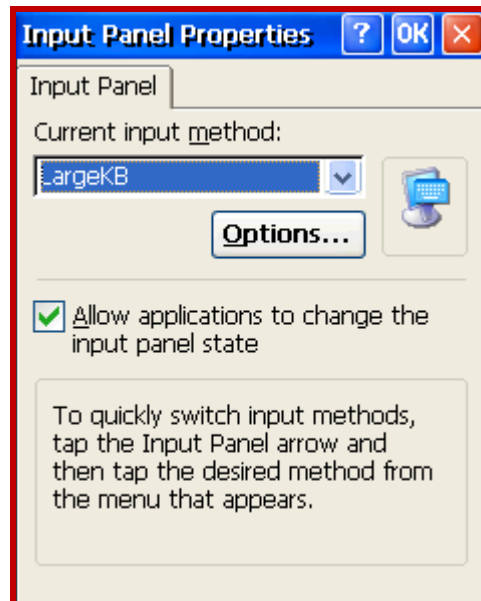 Input Panel Properties ? OK ×
Input Panel
Current input method:
LargeKB
Options...
Allow applications to change the
input panel state
To quickly switch input methods,
tap the Input Panel arrow and
then tap the desired method from
the menu that appears.